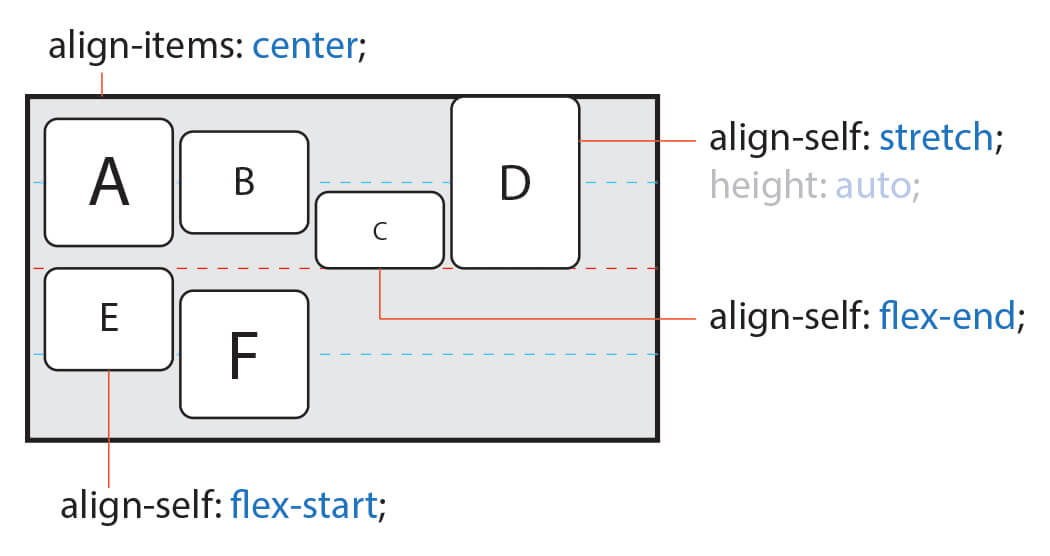 align-items: center;
A
B
C
D
E
F
align-self: stretch;
height: auto;
align-self: flex-end;
align-self: flex-start;